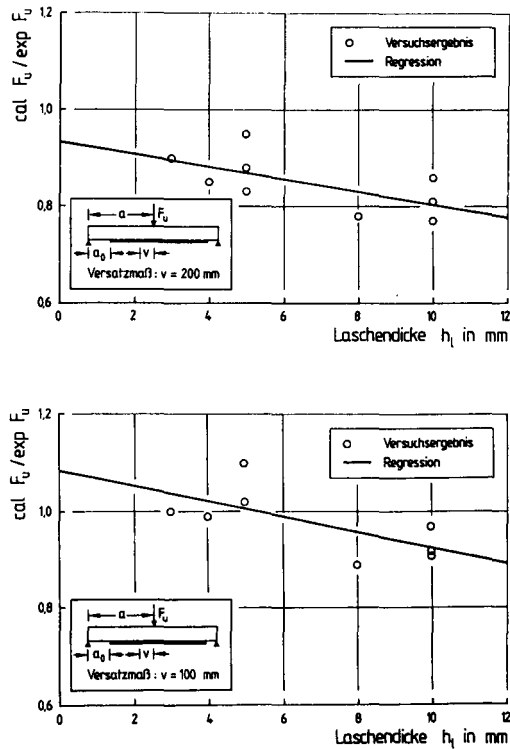 cal F_u / exp F_u
1,2
1,0
0,8
0,6
○ Versuchsergebnis
— Regression
a
F_u
a_0
v
Versatzmaß : v = 200 mm
0 2 4 6 8 10 12
Laschendicke h_l in mm
cal F_u / exp F_u
1,2
1,0
0,8
0,6
○ Versuchsergebnis
— Regression
a
F_u
a_0
v
Versatzmaß : v = 100 mm
0 2 4 6 8 10 12
Laschendicke h_l in mm